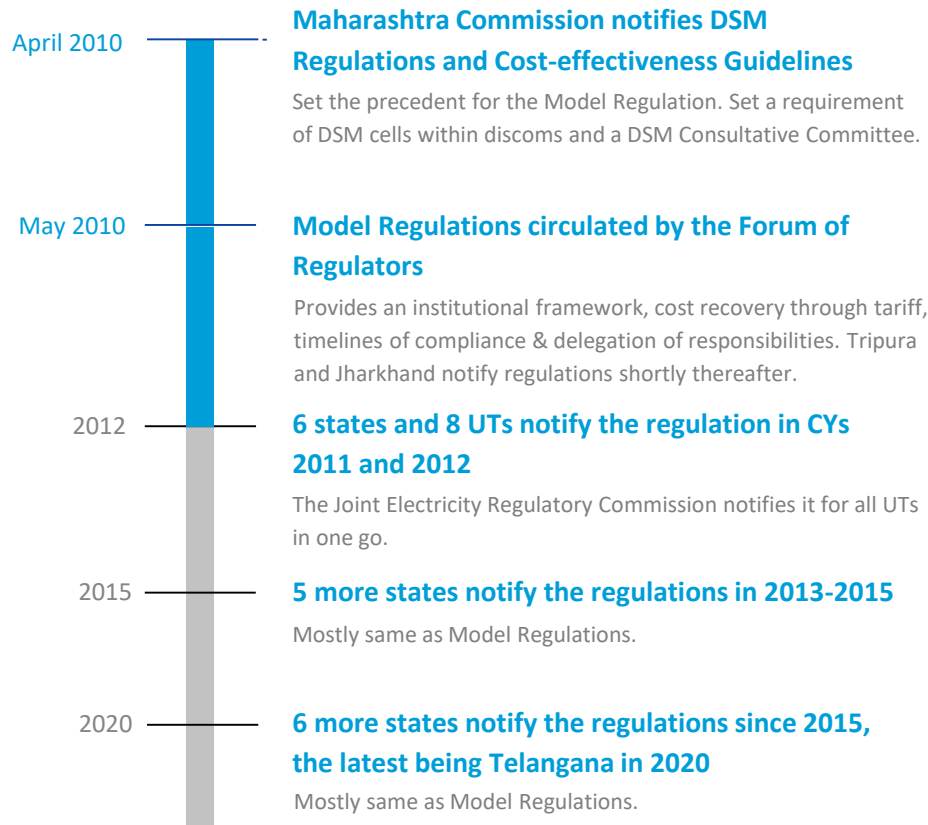 April 2010
Maharashtra Commission notifies DSM
Regulations and Cost-effectiveness Guidelines
Set the precedent for the Model Regulation. Set a requirement
of DSM cells within discoms and a DSM Consultative Committee.
May 2010
Model Regulations circulated by the Forum of
Regulators
Provides an institutional framework, cost recovery through tariff,
timelines of compliance & delegation of responsibilities. Tripura
and Jharkhand notify regulations shortly thereafter.
2012
6 states and 8 UTs notify the regulation in CYs
2011 and 2012
The Joint Electricity Regulatory Commission notifies it for all UTs
in one go.
2015
5 more states notify the regulations in 2013-2015
Mostly same as Model Regulations.
2020
6 more states notify the regulations since 2015,
the latest being Telangana in 2020
Mostly same as Model Regulations.